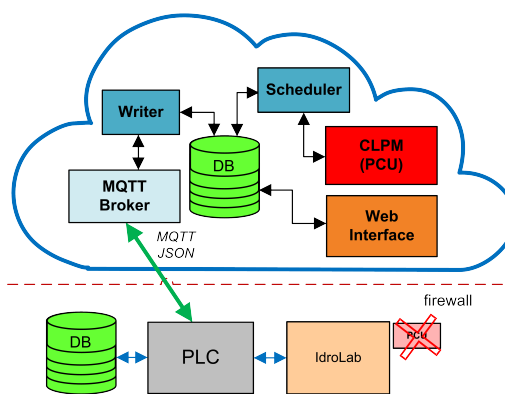 Scheduler
Writer
DB
CLPM
(PCU)
MQTT
Broker
Web
Interface
MQTT
JSON
firewall
DB
PLC
IdroLab
PCU